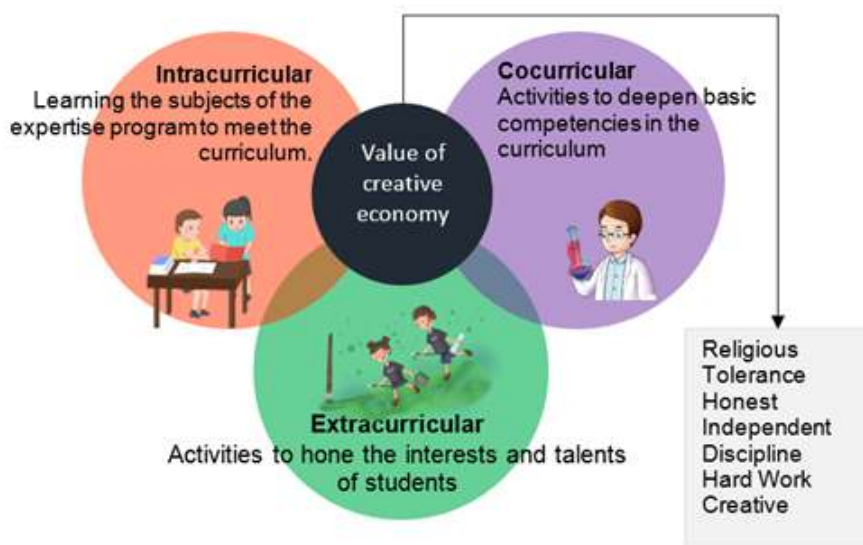 Intracurricular
Learning the subjects of the
expertise program to meet the
curriculum.
Value of
creative
economy
Cocurricular
Activities to deepen basic
competencies in the
curriculum
Extracurricular
Activities to hone the interests and talents
of students
Religious
Tolerance
Honest
Independent
Discipline
Hard Work
Creative